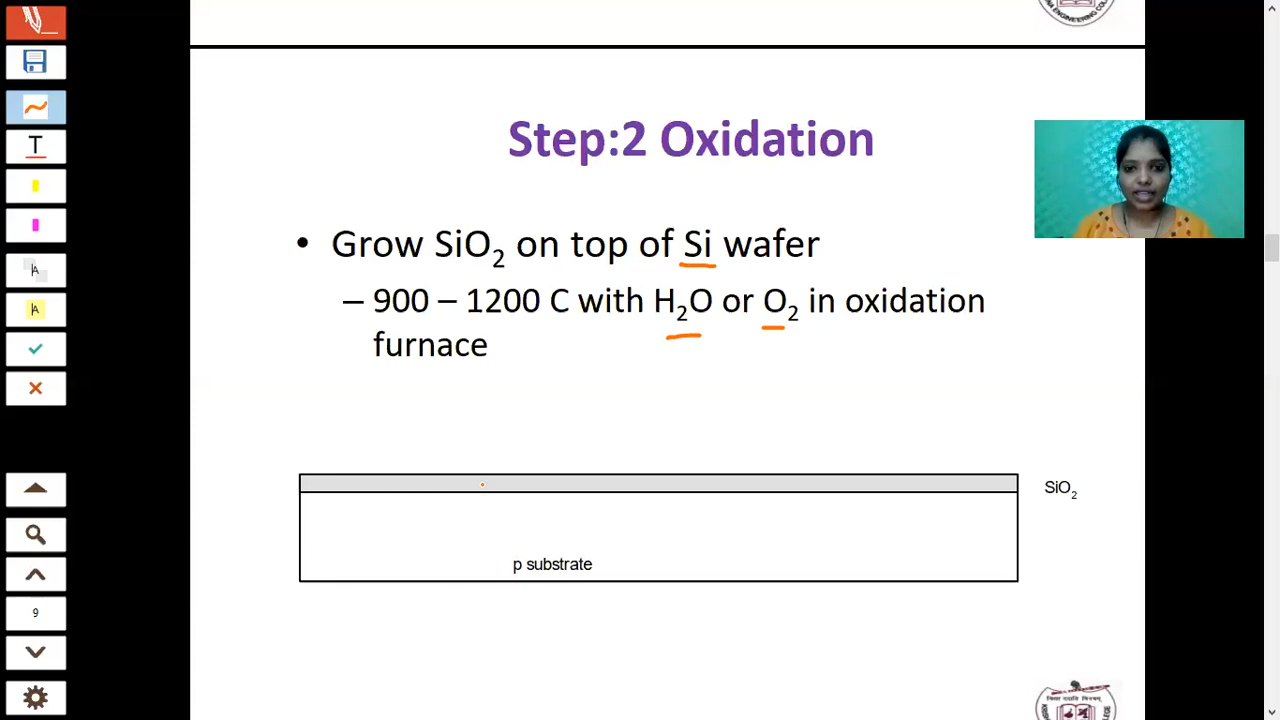 Step:2 Oxidation
• Grow SiO₂ on top of Si wafer
– 900 – 1200 C with H₂O or O₂ in oxidation
furnace
SiO₂
p substrate
T
A
A
9